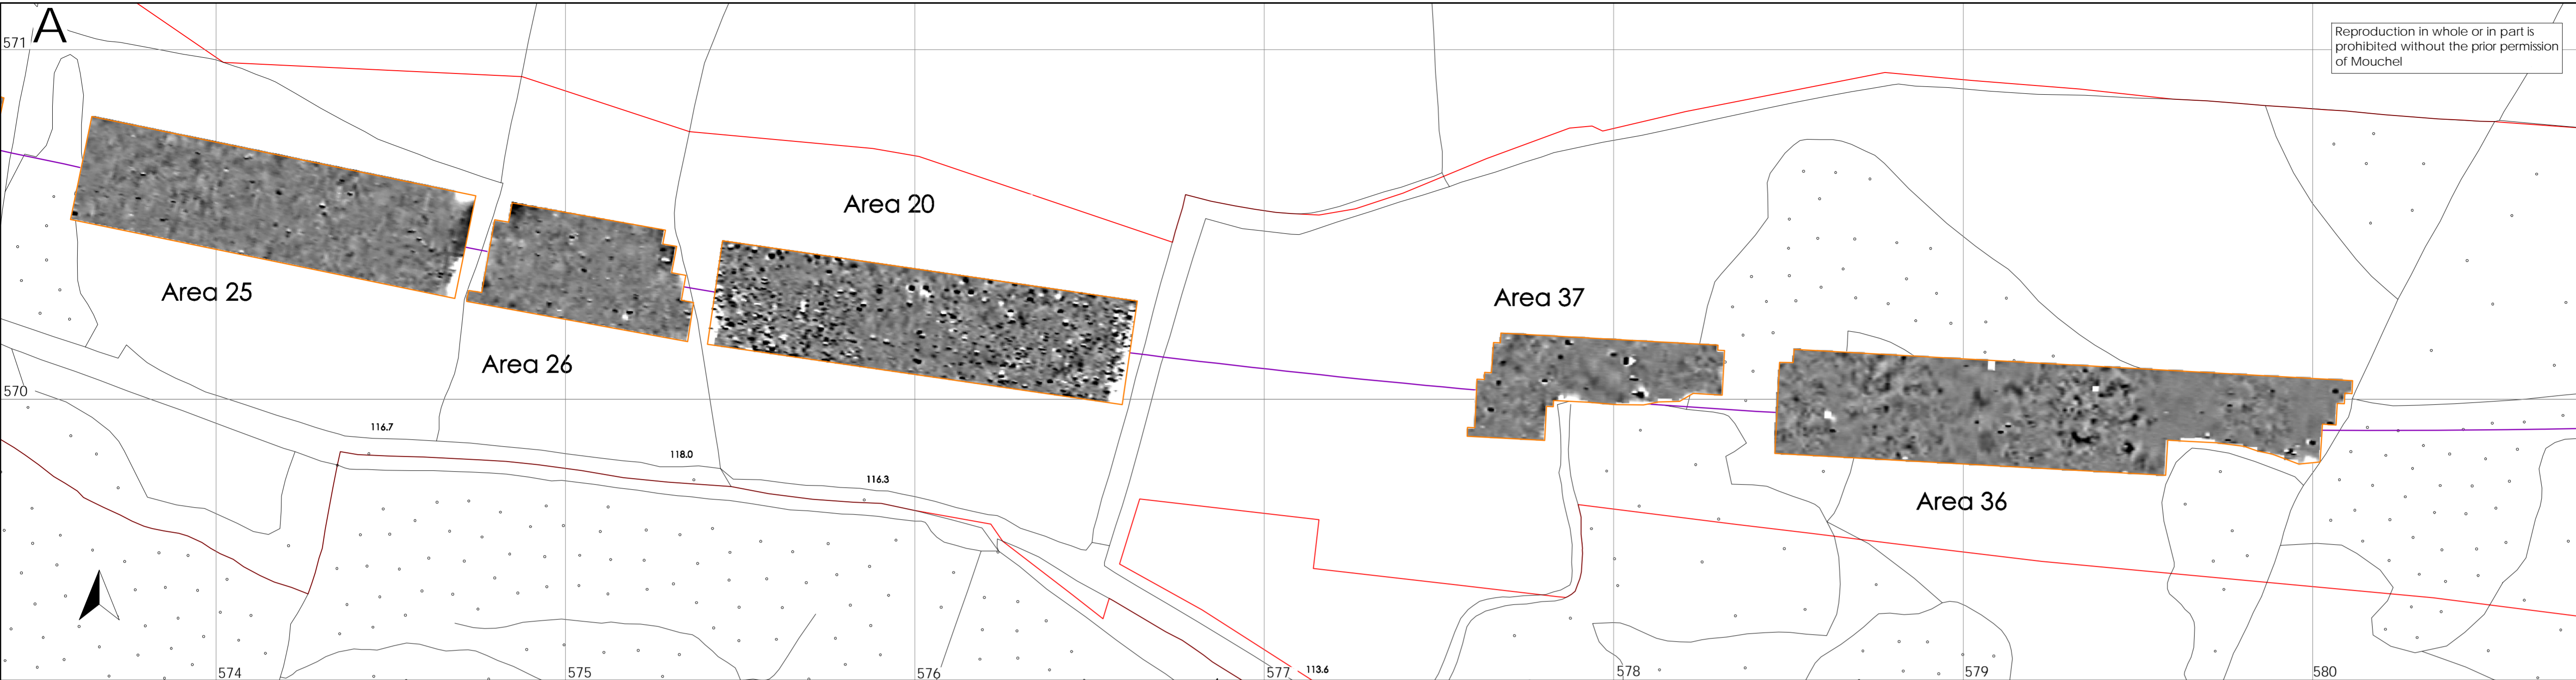 A
571
Reproduction in whole or in part is
prohibited without the prior permission
of Mouchel
Area 20
Area 25
Area 37
Area 26
570
116.7
118.0
116.3
Area 36
574
575
576
577
113.6
578
579
580